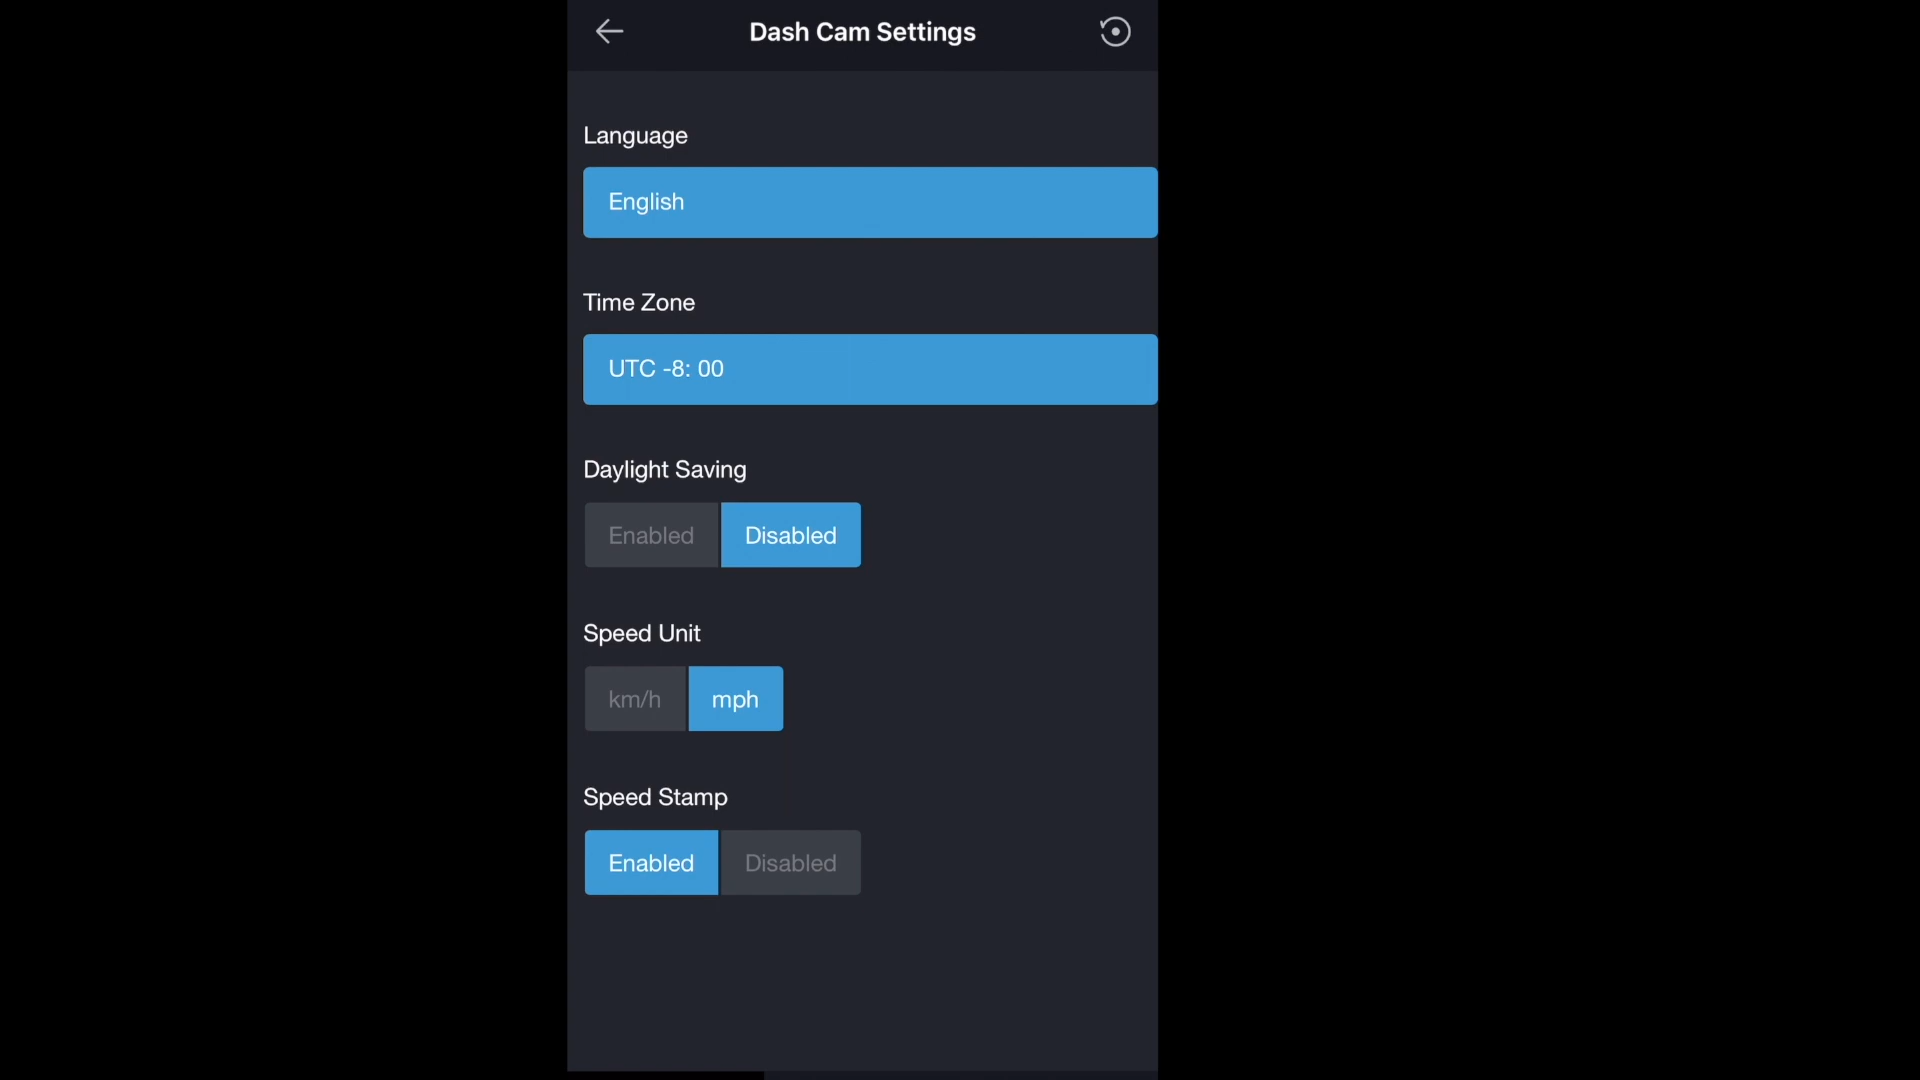 Dash Cam Settings
Language
English
Time Zone
UTC -8: 00
Daylight Saving
Enabled Disabled
Speed Unit
km/h mph
Speed Stamp
Enabled Disabled